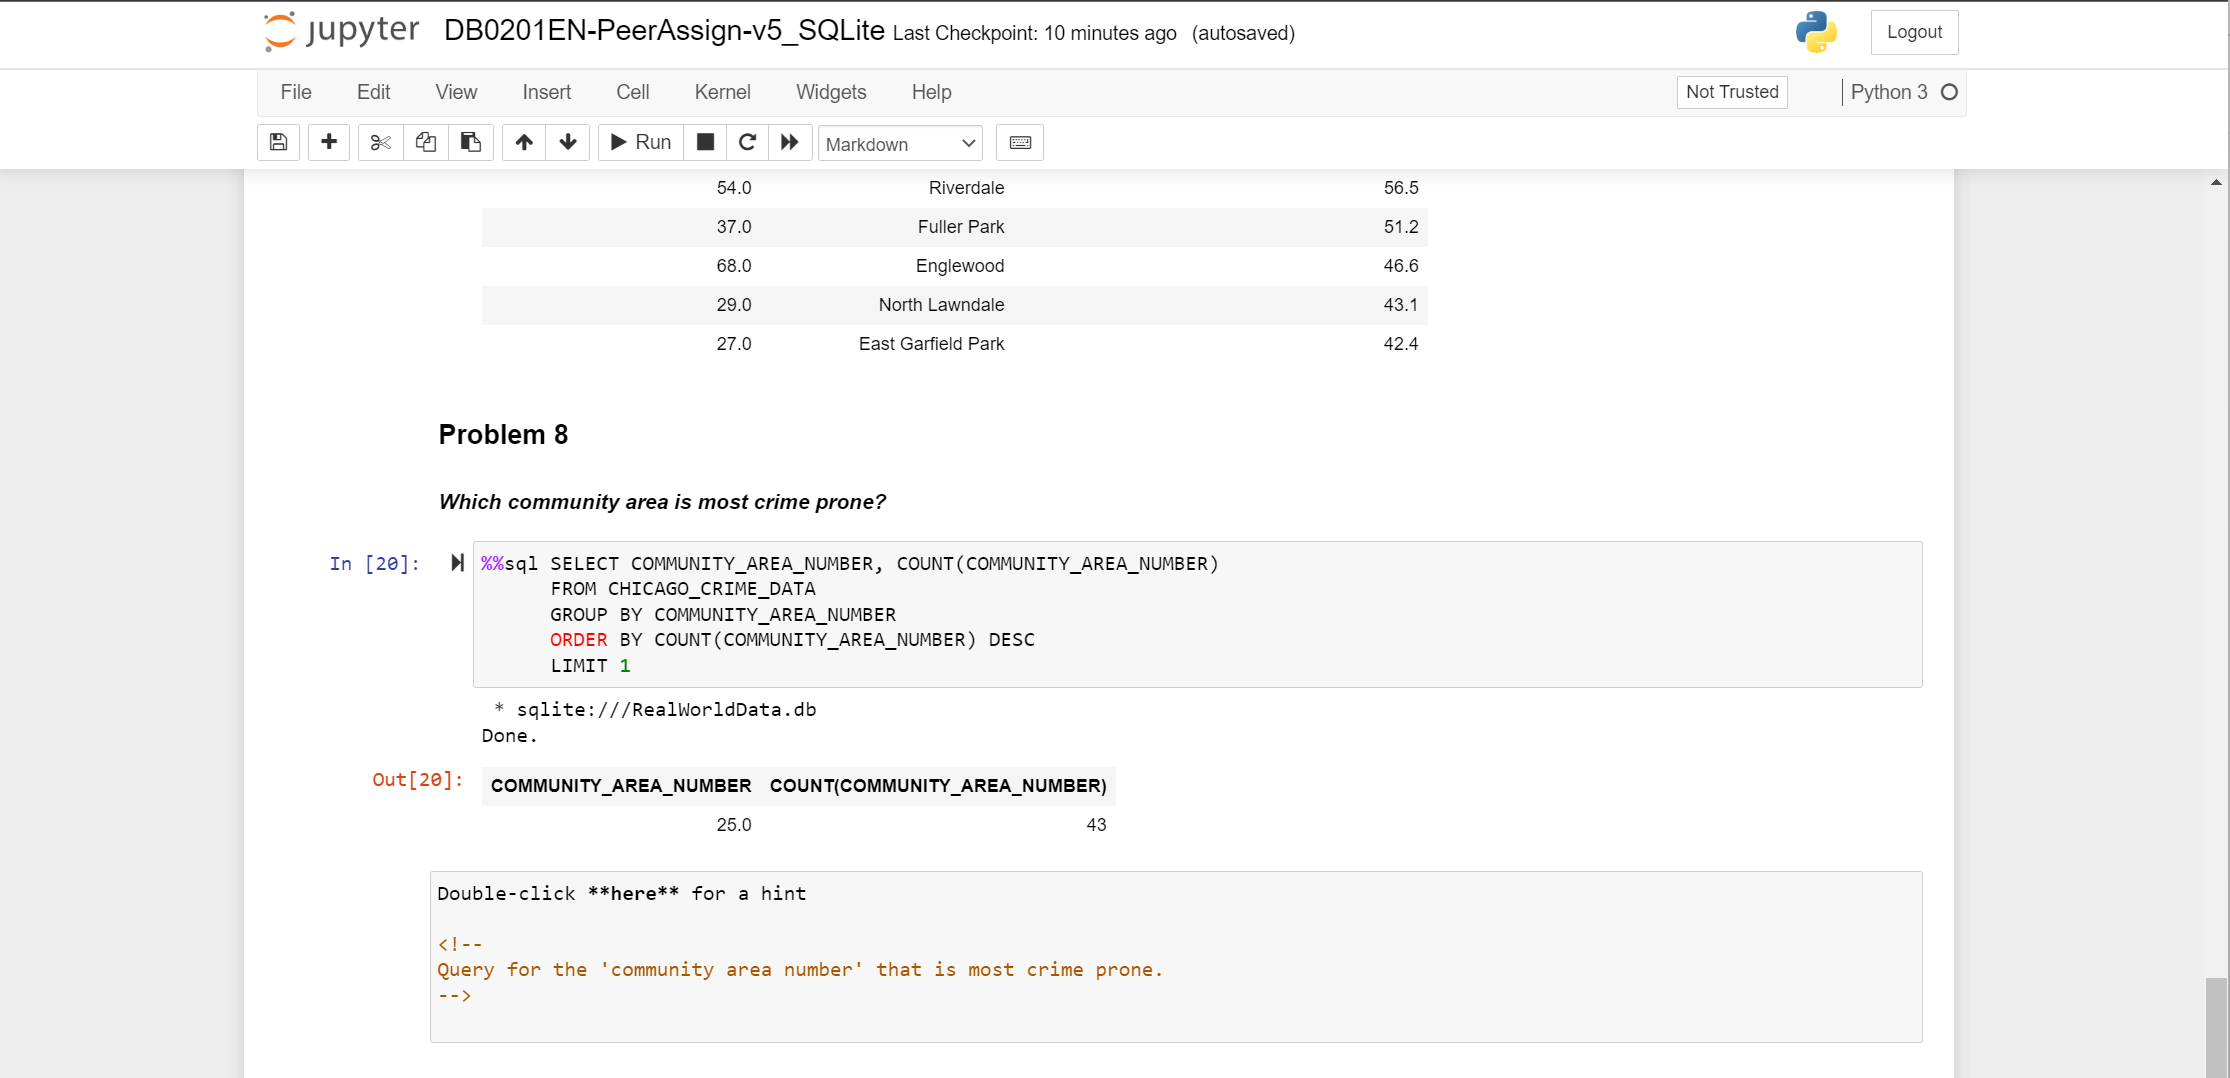 jupyter DB0201EN-PeerAssign-v5_SQLite Last Checkpoint: 10 minutes ago (autosaved) Logout
File Edit View Insert Cell Kernel Widgets Help Not Trusted Python 3
Run Markdown
54.0 Riverdale 56.5
37.0 Fuller Park 51.2
68.0 Englewood 46.6
29.0 North Lawndale 43.1
27.0 East Garfield Park 42.4
Problem 8
Which community area is most crime prone?
In [20]: %%sql SELECT COMMUNITY_AREA_NUMBER, COUNT(COMMUNITY_AREA_NUMBER)
FROM CHICAGO_CRIME_DATA
GROUP BY COMMUNITY_AREA_NUMBER
ORDER BY COUNT(COMMUNITY_AREA_NUMBER) DESC
LIMIT 1
* sqlite:///RealWorldData.db
Done.
Out[20]: COMMUNITY_AREA_NUMBER COUNT(COMMUNITY_AREA_NUMBER)
25.0 43
Double-click **here** for a hint
<!--
Query for the 'community area number' that is most crime prone.
-->